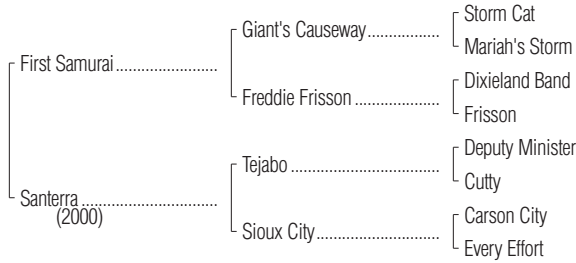 Storm Cat
Giant's Causeway
Mariah's Storm
First Samurai
Dixieland Band
Freddie Frisson
Frisson
Deputy Minister
Tejabo
Cutty
Santerra
(2000)
Carson City
Sioux City
Every Effort